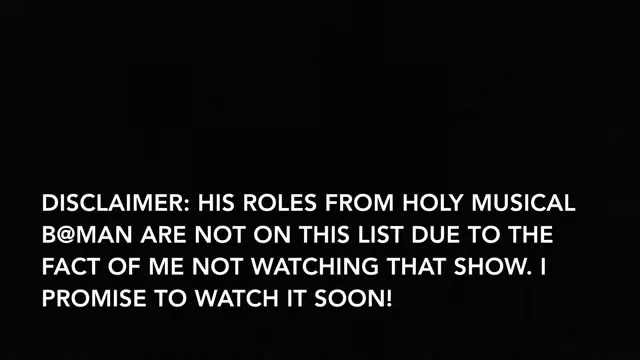 DISCLAIMER: HIS ROLES FROM HOLY MUSICAL
B@MAN ARE NOT ON THIS LIST DUE TO THE
FACT OF ME NOT WATCHING THAT SHOW. I
PROMISE TO WATCH IT SOON!